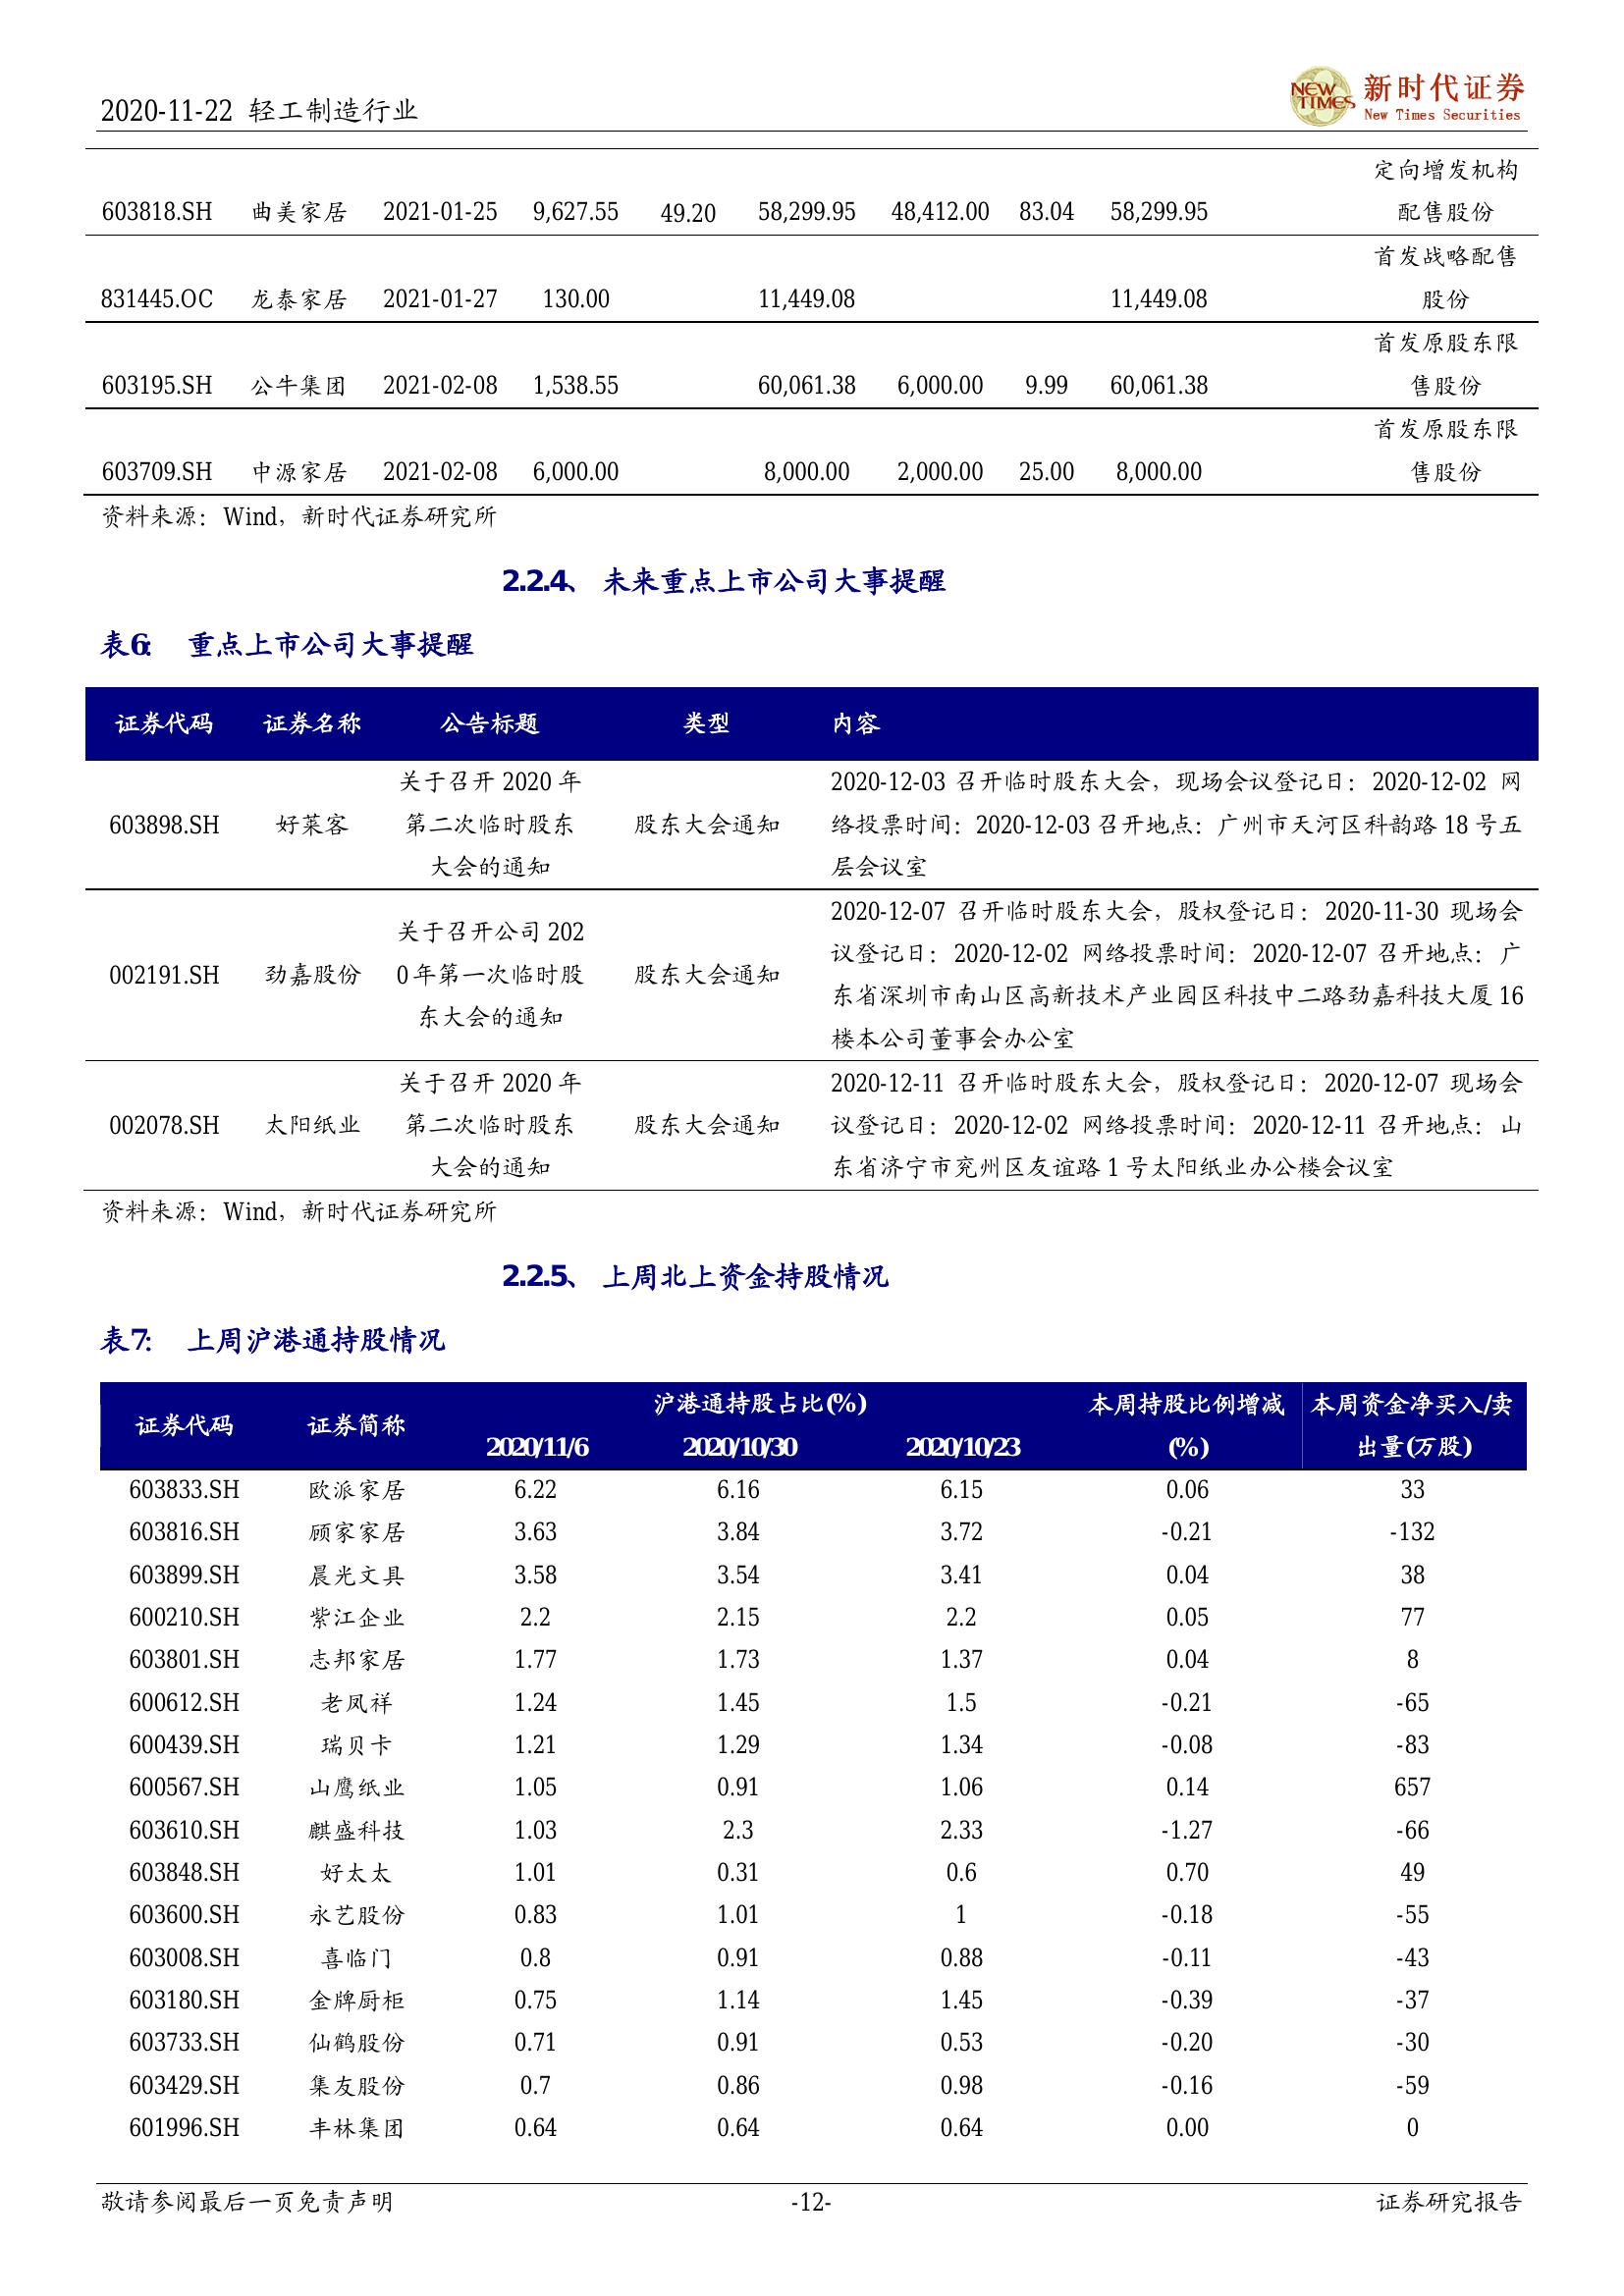 2020-11-22 轻工制造行业
NEW TIMES 新时代证券
New Times Securities
603818.SH 曲美家居 2021-01-25 9,627.55 49.20 58,299.95 48,412.00 83.04 58,299.95 定向增发机构
配售股份
831445.OC 龙泰家居 2021-01-27 130.00 11,449.08 11,449.08 首发战略配售
股份
603195.SH 公牛集团 2021-02-08 1,538.55 60,061.38 6,000.00 9.99 60,061.38 首发原股东限
售股份
603709.SH 中源家居 2021-02-08 6,000.00 8,000.00 2,000.00 25.00 8,000.00 首发原股东限
售股份
资料来源：Wind，新时代证券研究所
2.2.4、 未来重点上市公司大事提醒
表6： 重点上市公司大事提醒
证券代码 证券名称 公告标题 类型 内容
603898.SH 好莱客
关于召开 2020 年
第二次临时股东
大会的通知
股东大会通知
2020-12-03 召开临时股东大会，现场会议登记日：2020-12-02 网
络投票时间：2020-12-03 召开地点：广州市天河区科韵路 18 号五
层会议室
002191.SH 劲嘉股份
关于召开公司 202
0 年第一次临时股
东大会的通知
股东大会通知
2020-12-07 召开临时股东大会，股权登记日：2020-11-30 现场会
议登记日：2020-12-02 网络投票时间：2020-12-07 召开地点：广
东省深圳市南山区高新技术产业园区科技中二路劲嘉科技大厦 16
楼本公司董事会办公室
002078.SH 太阳纸业
关于召开 2020 年
第二次临时股东
大会的通知
股东大会通知
2020-12-11 召开临时股东大会，股权登记日：2020-12-07 现场会
议登记日：2020-12-02 网络投票时间：2020-12-11 召开地点：山
东省济宁市兖州区友谊路 1 号太阳纸业办公楼会议室
资料来源：Wind，新时代证券研究所
2.2.5、 上周北上资金持股情况
表7： 上周沪港通持股情况
证券代码 证券简称 沪港通持股占比(%) 本周持股比例增减 本周资金净买入/卖
2020/11/6 2020/10/30 2020/10/23 (%) 出量(万股)
603833.SH 欧派家居 6.22 6.16 6.15 0.06 33
603816.SH 顾家家居 3.63 3.84 3.72 -0.21 -132
603899.SH 晨光文具 3.58 3.54 3.41 0.04 38
600210.SH 紫江企业 2.2 2.15 2.2 0.05 77
603801.SH 志邦家居 1.77 1.73 1.37 0.04 8
600612.SH 老凤祥 1.24 1.45 1.5 -0.21 -65
600439.SH 瑞贝卡 1.21 1.29 1.34 -0.08 -83
600567.SH 山鹰纸业 1.05 0.91 1.06 0.14 657
603610.SH 麒盛科技 1.03 2.3 2.33 -1.27 -66
603848.SH 好太太 1.01 0.31 0.6 0.70 49
603600.SH 永艺股份 0.83 1.01 1 -0.18 -55
603008.SH 喜临门 0.8 0.91 0.88 -0.11 -43
603180.SH 金牌厨柜 0.75 1.14 1.45 -0.39 -37
603733.SH 仙鹤股份 0.71 0.91 0.53 -0.20 -30
603429.SH 集友股份 0.7 0.86 0.98 -0.16 -59
601996.SH 丰林集团 0.64 0.64 0.64 0.00 0
敬请参阅最后一页免责声明 -12- 证券研究报告